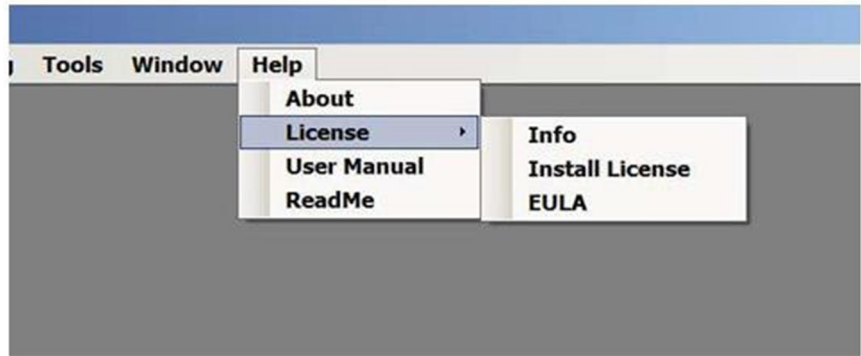 Tools Window Help
About
License
User Manual
ReadMe
Info
Install License
EULA